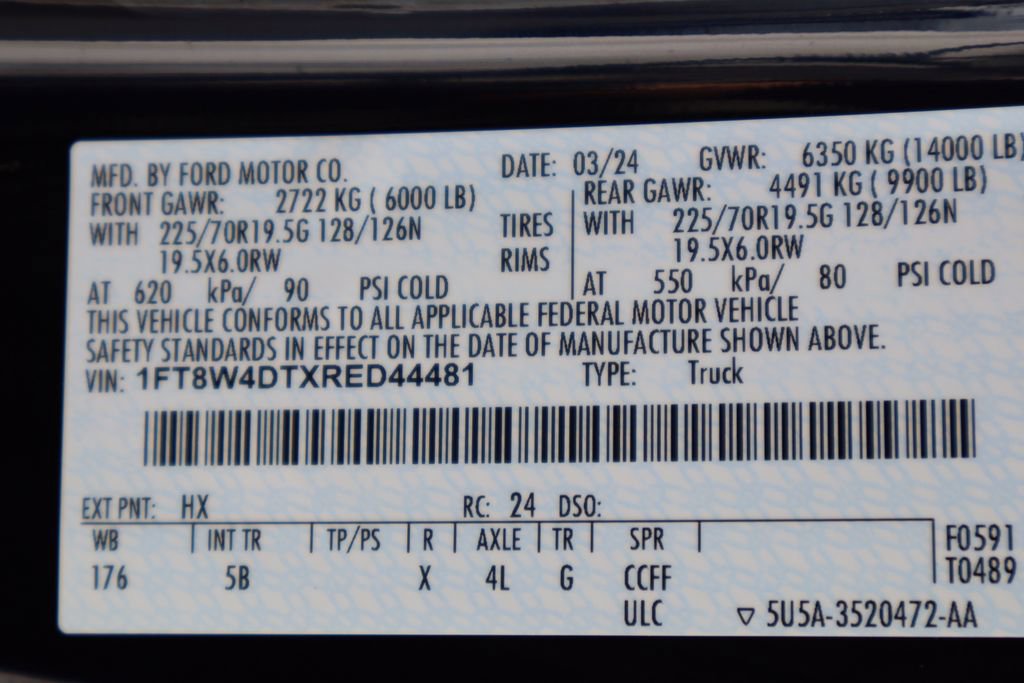 MFD. BY FORD MOTOR CO. DATE: 03/24 GVWR: 6350 KG (14000 LB)
FRONT GAWR: 2722 KG ( 6000 LB) REAR GAWR: 4491 KG ( 9900 LB)
WITH 225/70R19.5G 128/126N TIRES WITH 225/70R19.5G 128/126N
19.5X6.0RW RIMS 19.5X6.0RW
AT 620 kPa/ 90 PSI COLD AT 550 kPa/ 80 PSI COLD
THIS VEHICLE CONFORMS TO ALL APPLICABLE FEDERAL MOTOR VEHICLE
SAFETY STANDARDS IN EFFECT ON THE DATE OF MANUFACTURE SHOWN ABOVE.
VIN: 1FT8W4DTXRED44481 TYPE: Truck
EXT PNT: HX RC: 24 DSO:
WB INT TR TP/PS R AXLE TR SPR F0591
176 5B X 4L G CCFF T0489
ULC ▽ 5U5A-3520472-AA